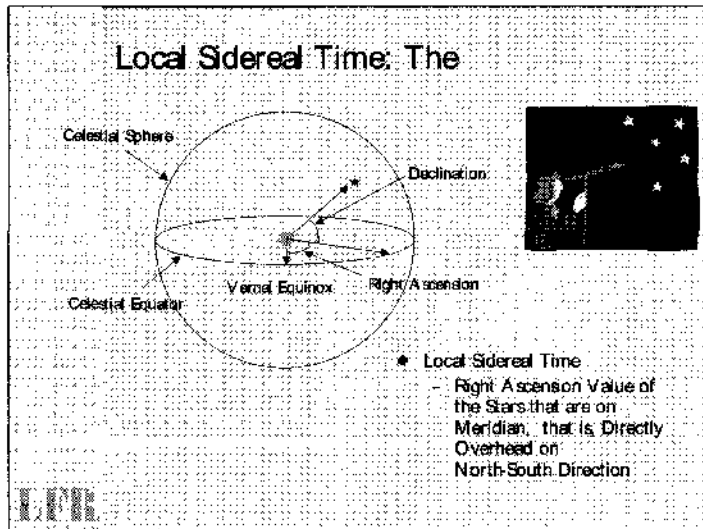 Local Sidereal Time: The
Celestial Sphere
Declination
Vernal Equinox
Right Ascension
Celestial Equator
Local Sidereal Time
– Right Ascension Value of
the Stars that are on
Meridian, that is, Directly
Overhead on
North-South Direction
LFR